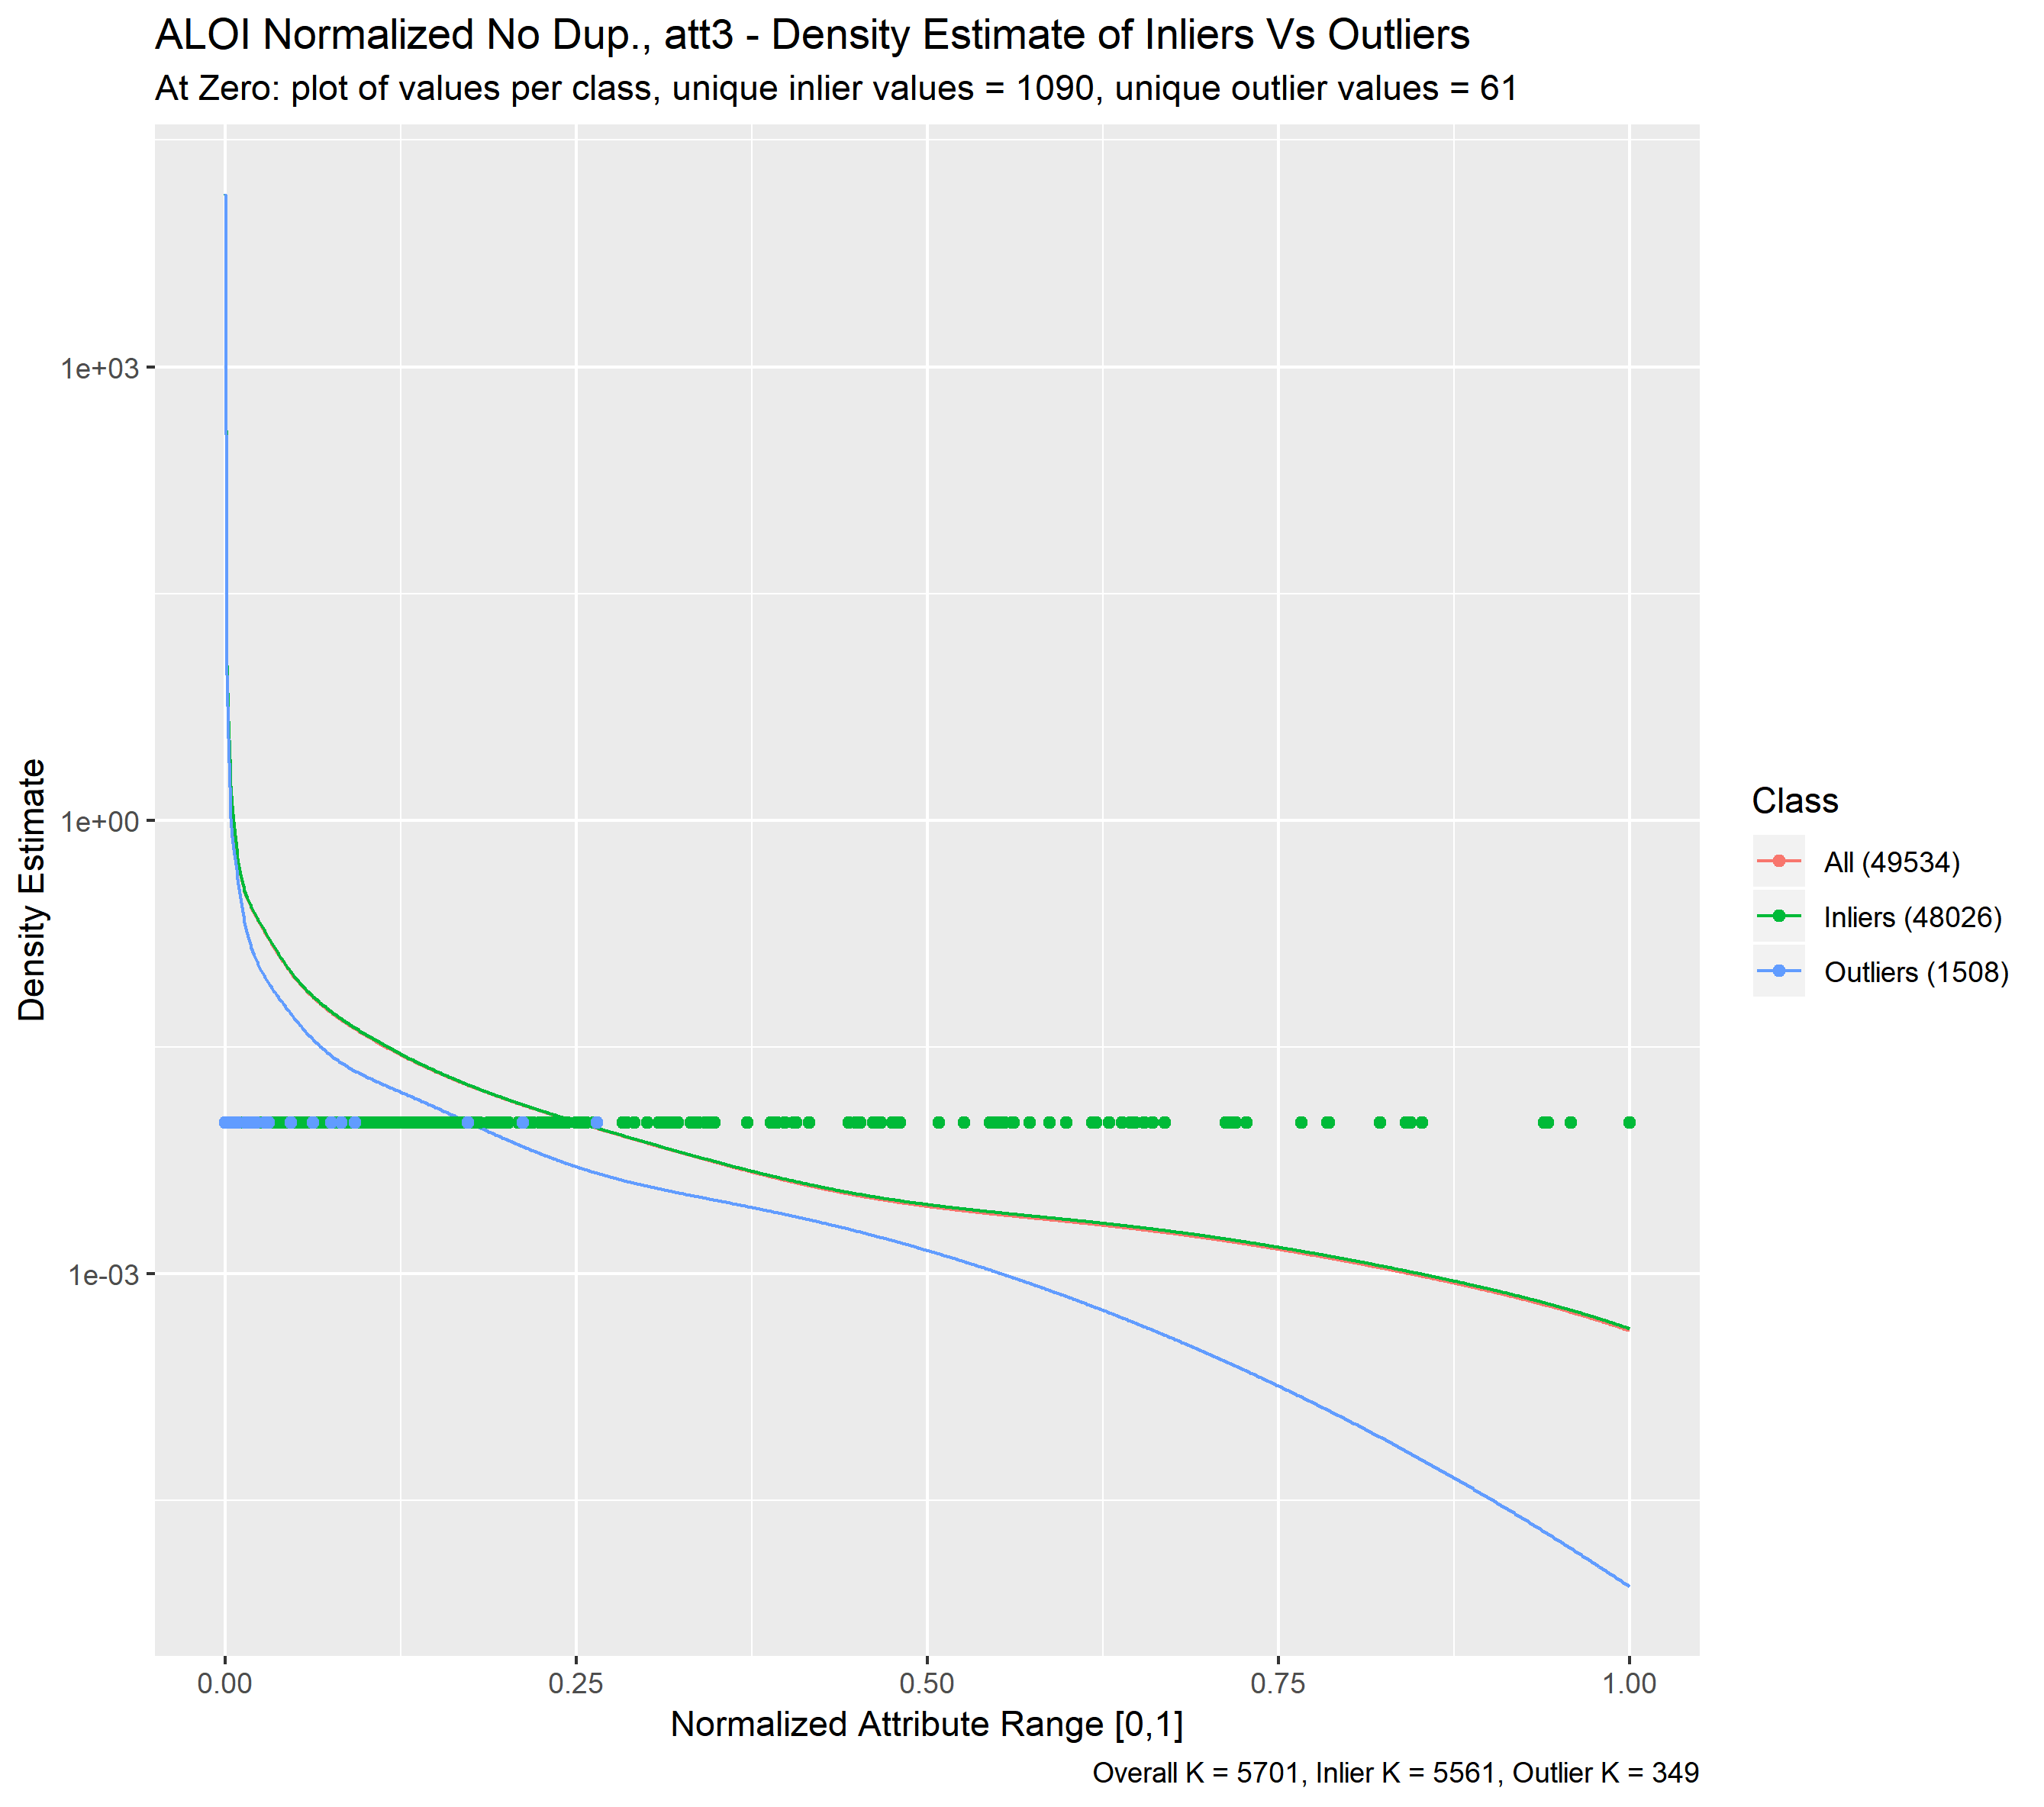 ALOI Normalized No Dup., att3 - Density Estimate of Inliers Vs Outliers
At Zero: plot of values per class, unique inlier values = 1090, unique outlier values = 61
1e+03
1e+00
1e-03
Density Estimate
0.00
0.25
0.50
0.75
1.00
Normalized Attribute Range [0,1]
Overall K = 5701, Inlier K = 5561, Outlier K = 349
Class
All (49534)
Inliers (48026)
Outliers (1508)